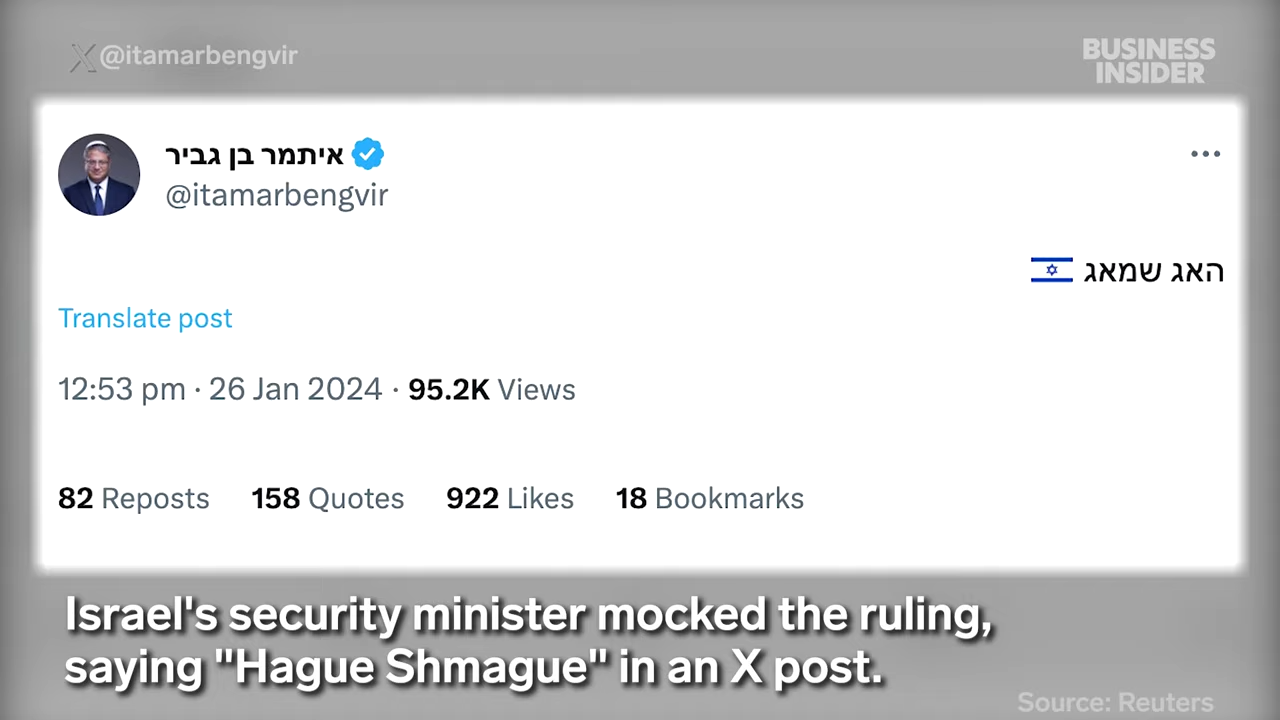 @itamarbengvir
BUSINESS
INSIDER
איתמר בן גביר
@itamarbengvir
האג שמאג
Translate post
12:53 pm · 26 Jan 2024 · 95.2K Views
82 Reposts 158 Quotes 922 Likes 18 Bookmarks
Israel's security minister mocked the ruling,
saying "Hague Shmague" in an X post.
Source: Reuters